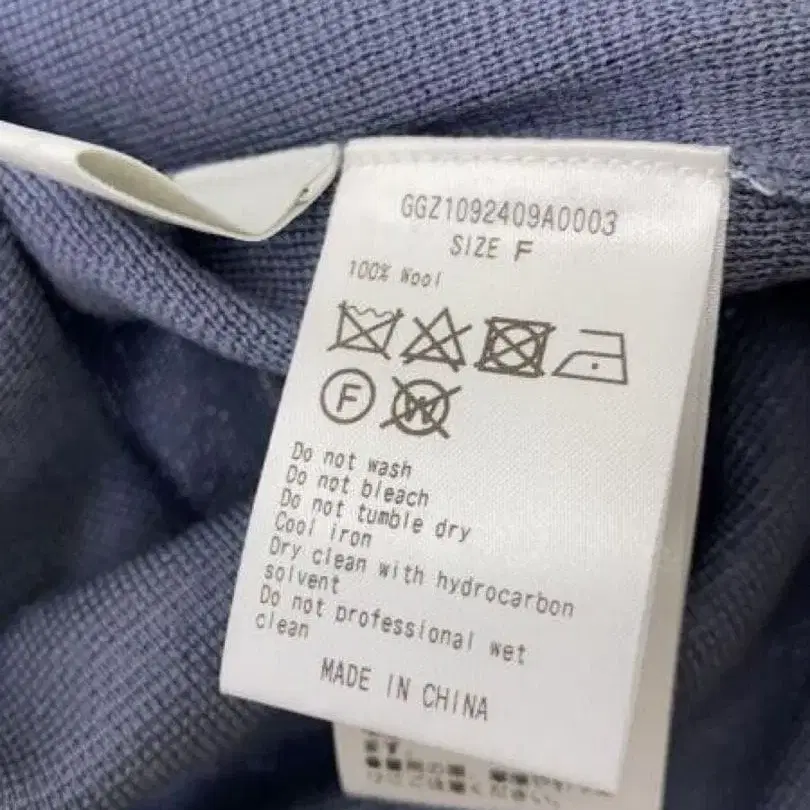 GGZ1092409A0003
SIZE F
100% Wool
F
W
Do not wash
Do not bleach
Do not tumble dry
Cool iron
Dry clean with hydrocarbon
solvent
Do not professional wet
clean
MADE IN CHINA